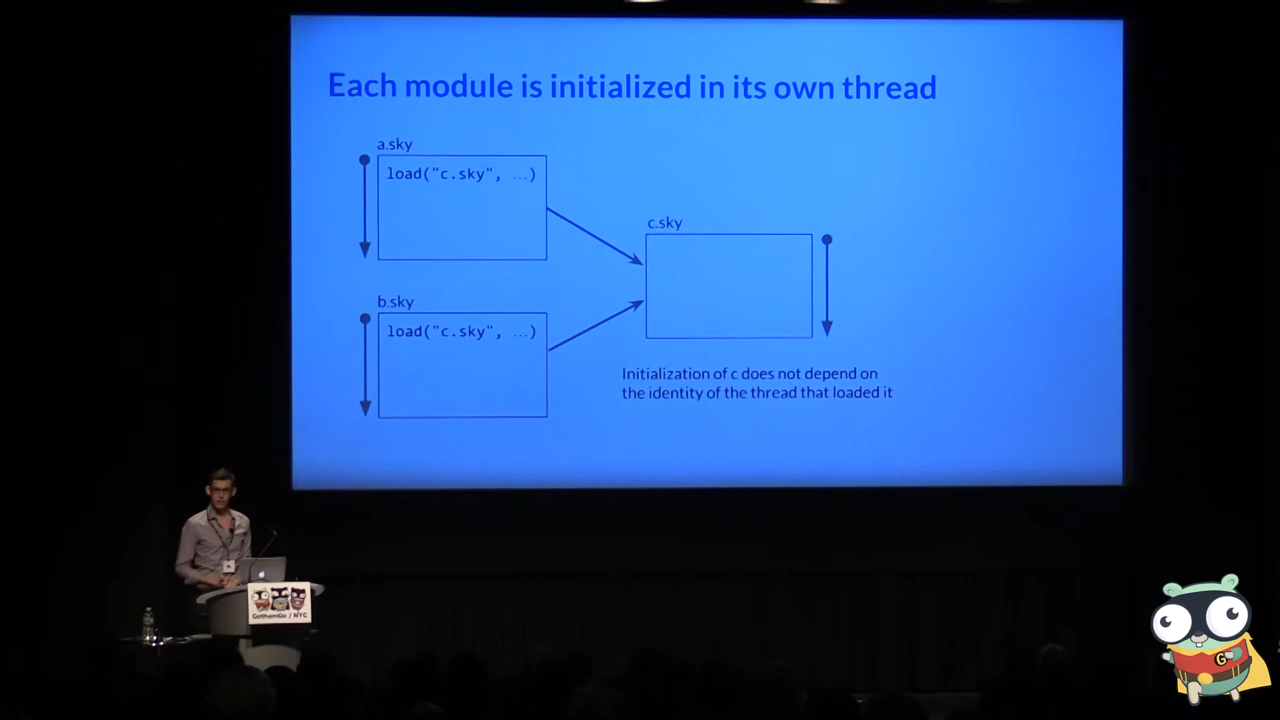 Each module is initialized in its own thread
a.sky
load("c.sky", …)
c.sky
b.sky
load("c.sky", …)
Initialization of c does not depend on
the identity of the thread that loaded it
GothamGo / NYC
G